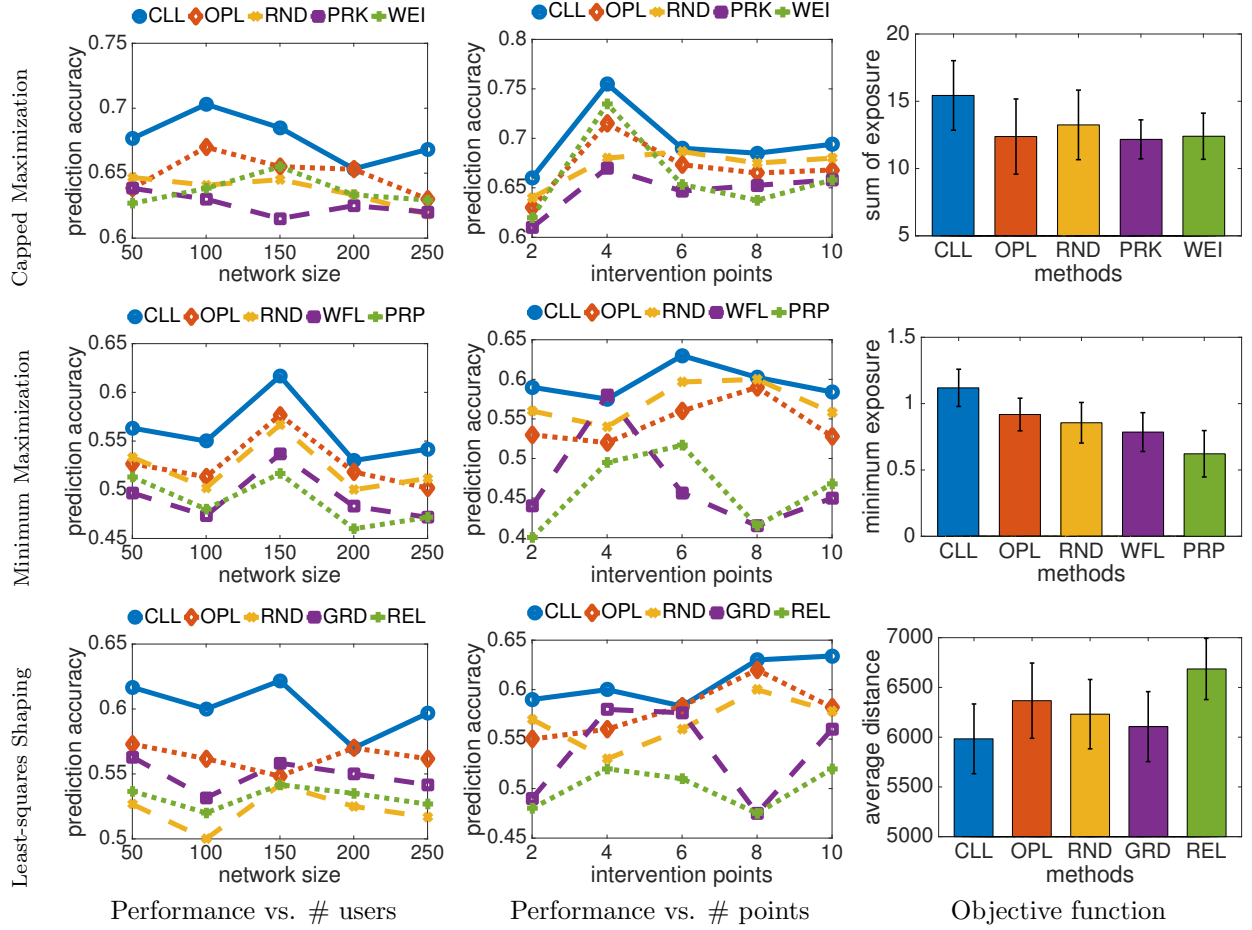 CLL OPL RND PRK WEI
Capped Maximization
prediction accuracy
0.75
0.7
0.65
0.6
50 100 150 200 250
network size
CLL OPL RND PRK WEI
prediction accuracy
0.8
0.75
0.7
0.65
0.6
2 4 6 8 10
intervention points
sum of exposure
20
15
10
5
CLL OPL RND PRK WEI
methods
CLL OPL RND WFL PRP
Minimum Maximization
prediction accuracy
0.65
0.6
0.55
0.5
0.45
50 100 150 200 250
network size
CLL OPL RND WFL PRP
prediction accuracy
0.65
0.6
0.55
0.5
0.45
0.4
2 4 6 8 10
intervention points
minimum exposure
1.5
1
0.5
0
CLL OPL RND WFL PRP
methods
CLL OPL RND GRD REL
Least-squares Shaping
prediction accuracy
0.65
0.6
0.55
0.5
50 100 150 200 250
network size
CLL OPL RND GRD REL
prediction accuracy
0.65
0.6
0.55
0.5
0.45
2 4 6 8 10
intervention points
average distance
7000
6500
6000
5500
5000
CLL OPL RND GRD REL
methods
Performance vs. # users
Performance vs. # points
Objective function